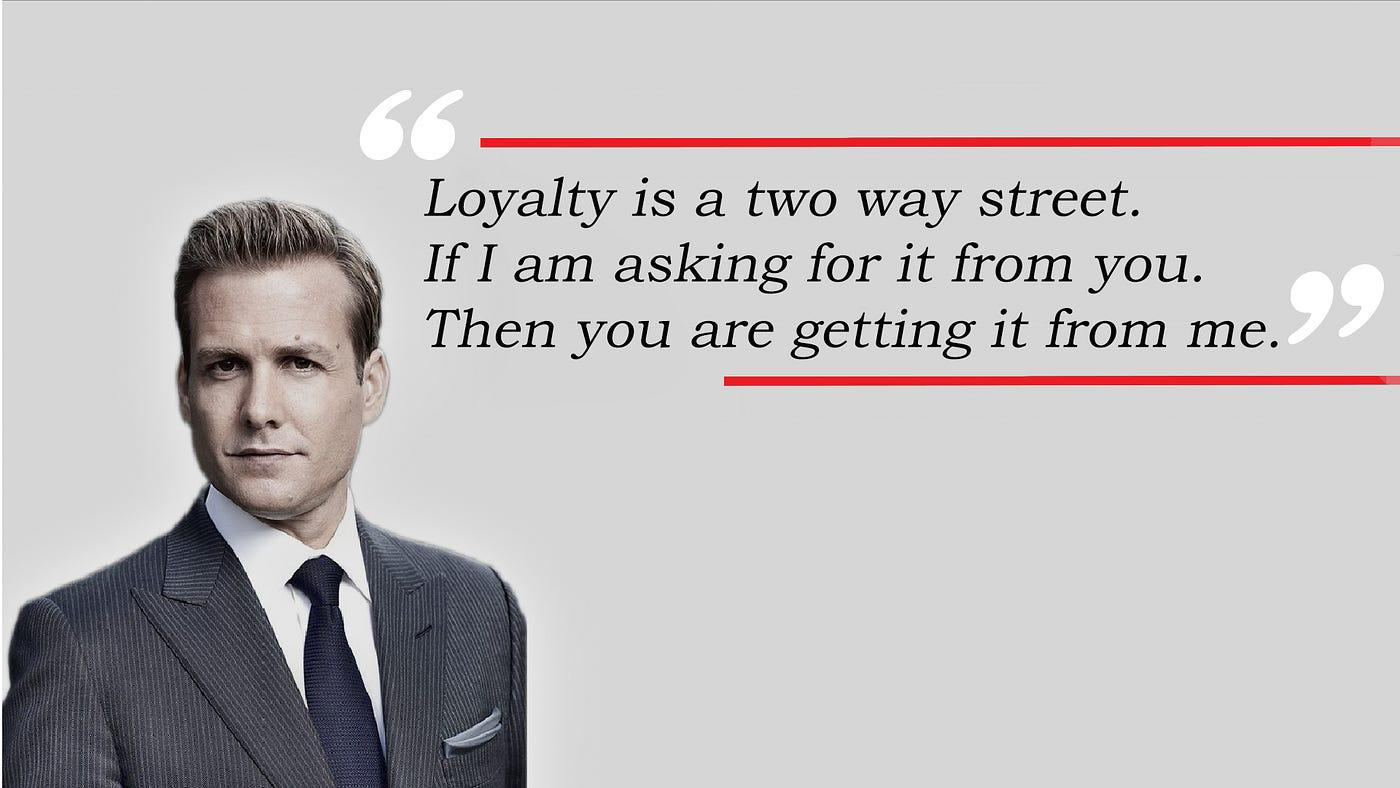 “Loyalty is a two way street.
If I am asking for it from you.
Then you are getting it from me.”